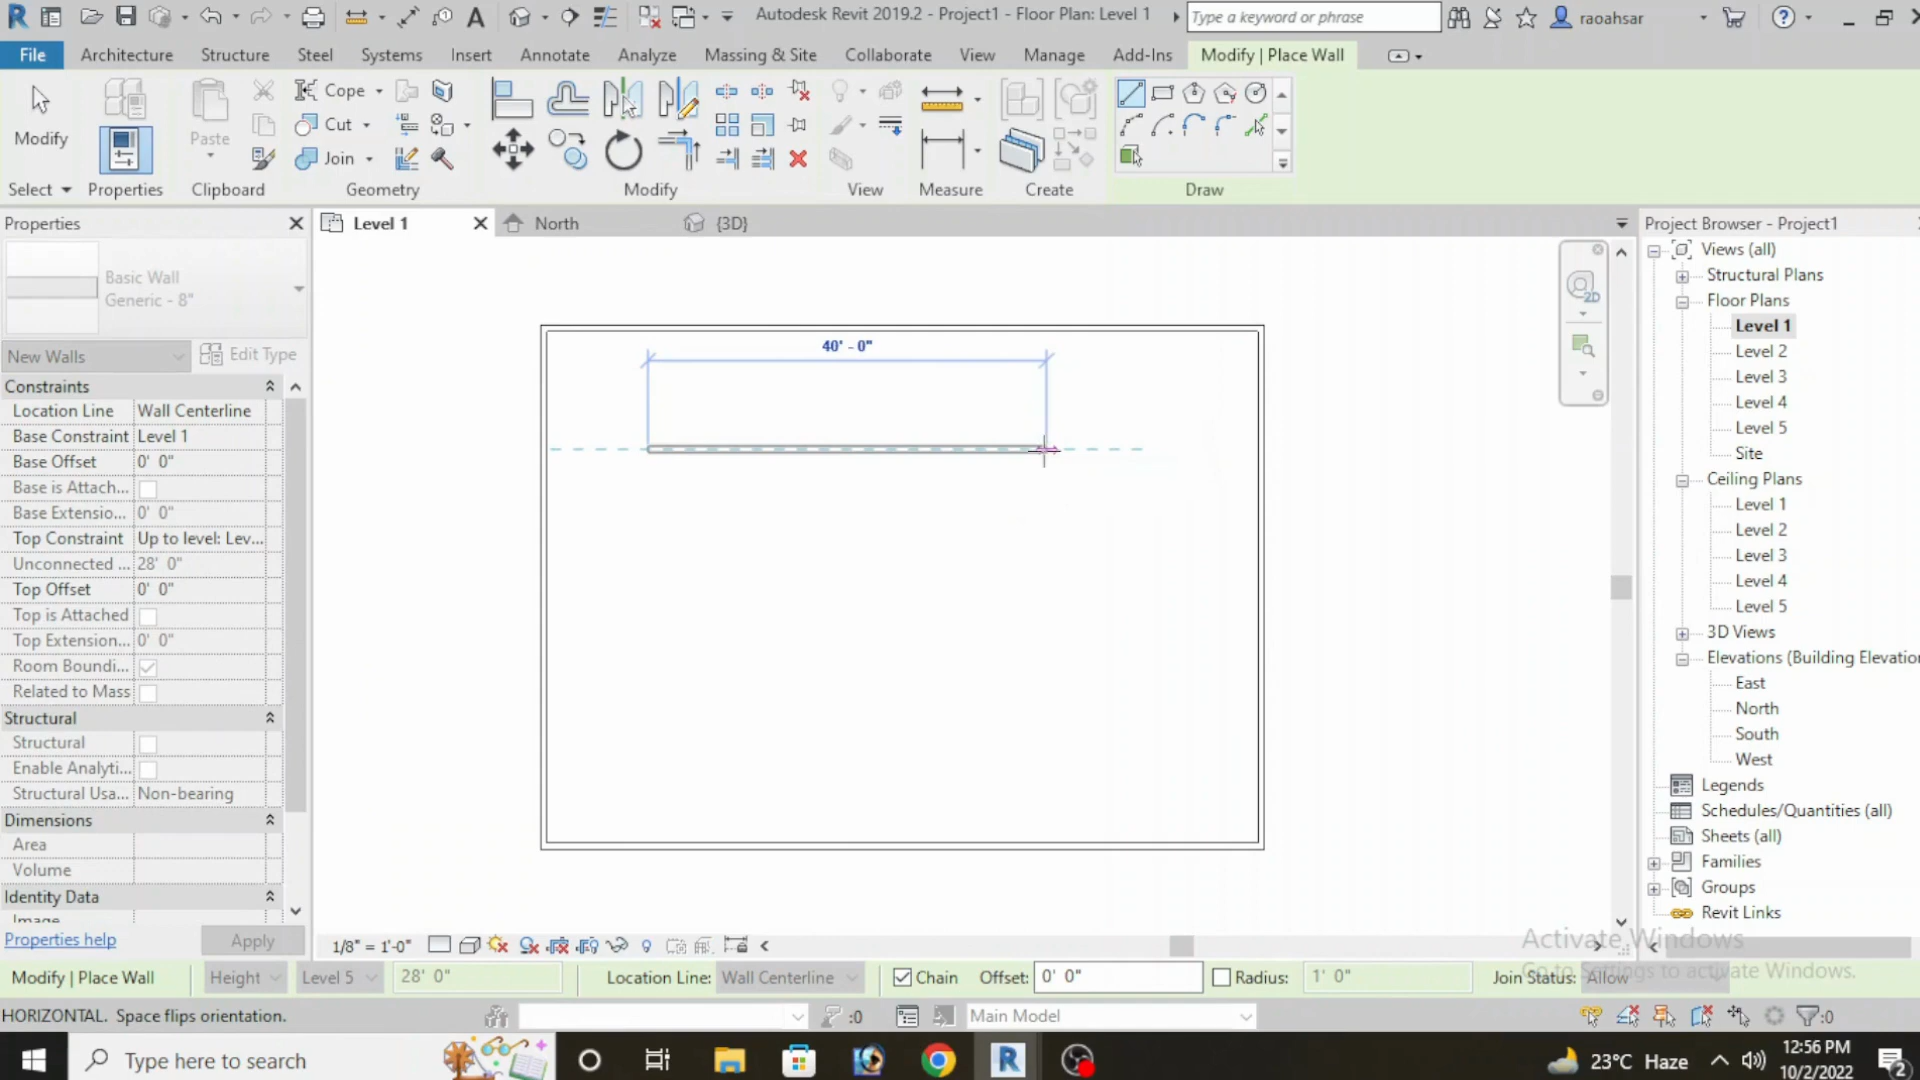 Autodesk Revit 2019.2 - Project1 - Floor Plan: Level 1
Type a keyword or phrase
raoahsar
File
Architecture
Structure
Steel
Systems
Insert
Annotate
Analyze
Massing & Site
Collaborate
View
Manage
Add-Ins
Modify | Place Wall
Modify
Paste
Cope
Cut
Join
Select
Properties
Clipboard
Geometry
Modify
View
Measure
Create
Draw
Properties
Level 1
North
{3D}
Project Browser - Project1
Basic Wall
Generic - 8"
New Walls
Edit Type
Constraints
Location Line Wall Centerline
Base Constraint Level 1
Base Offset 0' 0"
Base is Attach...
Base Extensio... 0' 0"
Top Constraint Up to level: Lev...
Unconnected ... 28' 0"
Top Offset 0' 0"
Top is Attached
Top Extension... 0' 0"
Room Boundi...
Related to Mass
Structural
Structural
Enable Analyti...
Structural Usa... Non-bearing
Dimensions
Area
Volume
Identity Data
Image
Properties help
Apply
40' - 0"
2D
Views (all)
Structural Plans
Floor Plans
Level 1
Level 2
Level 3
Level 4
Level 5
Site
Ceiling Plans
Level 1
Level 2
Level 3
Level 4
Level 5
3D Views
Elevations (Building Elevatio
East
North
South
West
Legends
Schedules/Quantities (all)
Sheets (all)
Families
Groups
Revit Links
1/8" = 1'-0"
Activate Windows
Go to Settings to activate Windows.
Modify | Place Wall
Height
Level 5
28' 0"
Location Line: Wall Centerline
Chain
Offset: 0' 0"
Radius: 1' 0"
Join Status: Allow
HORIZONTAL. Space flips orientation.
:0
Main Model
:0
Type here to search
23°C Haze
12:56 PM
10/2/2022
2